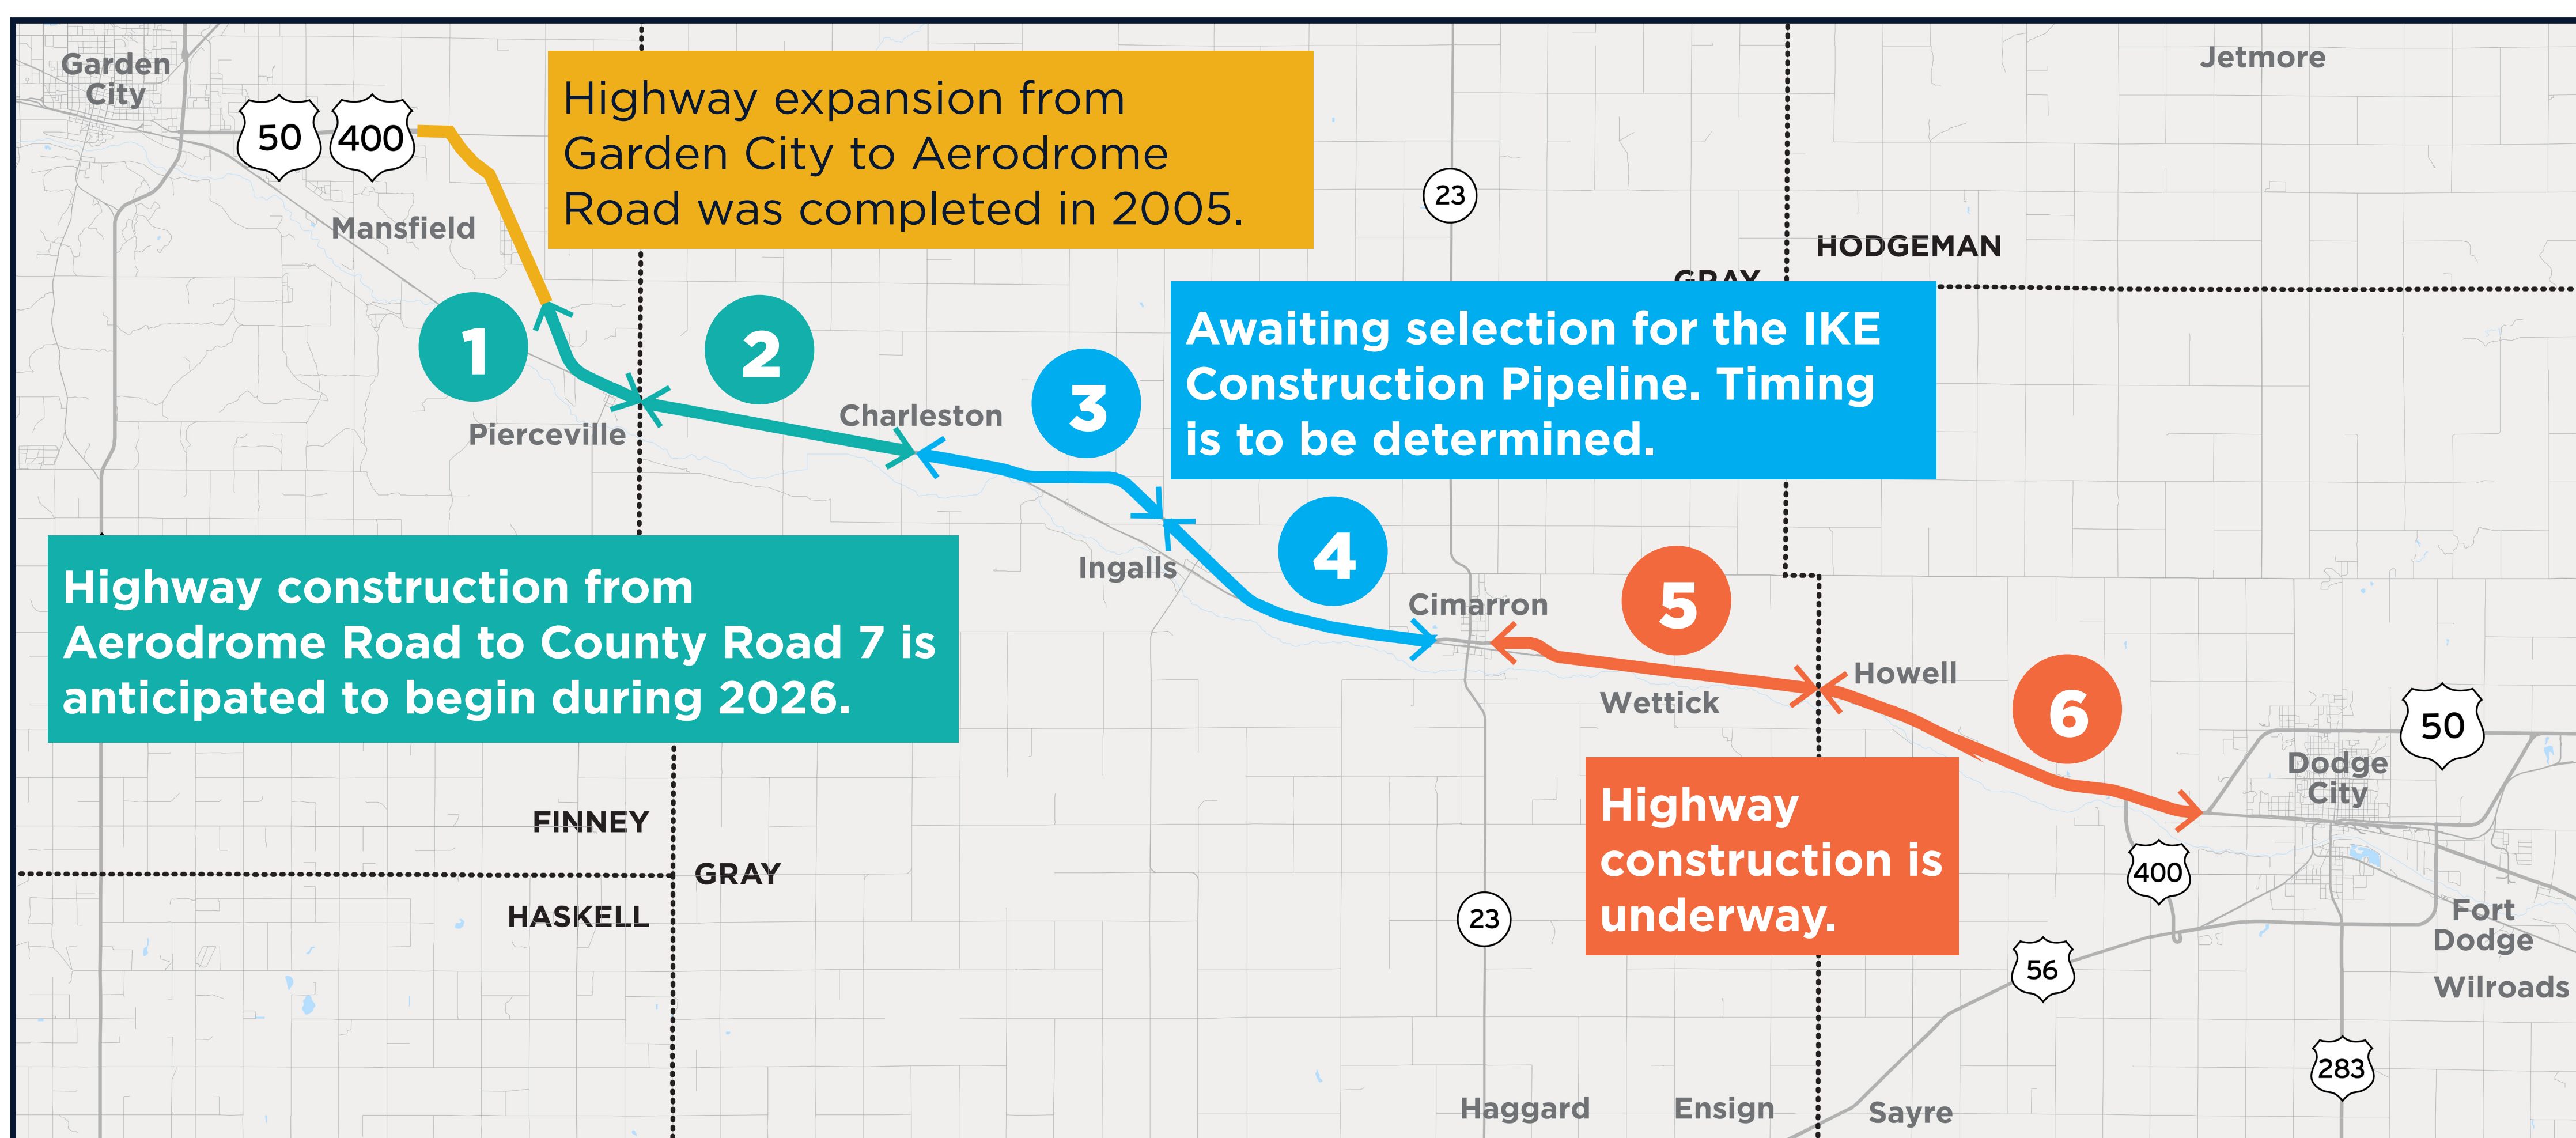 Garden
City
50
400
Highway expansion from
Garden City to Aerodrome
Road was completed in 2005.
Jetmore
23
Mansfield
HODGEMAN
GRAY
1
2
3
Awaiting selection for the IKE
Construction Pipeline. Timing
is to be determined.
Charleston
Pierceville
Highway construction from
Aerodrome Road to County Road 7 is
anticipated to begin during 2026.
Ingalls
4
Cimarron
5
Wettick
Howell
6
50
Dodge
City
Highway
construction is
underway.
FINNEY
GRAY
HASKELL
400
23
Fort
Dodge
56
Wilroads
283
Haggard
Ensign
Sayre